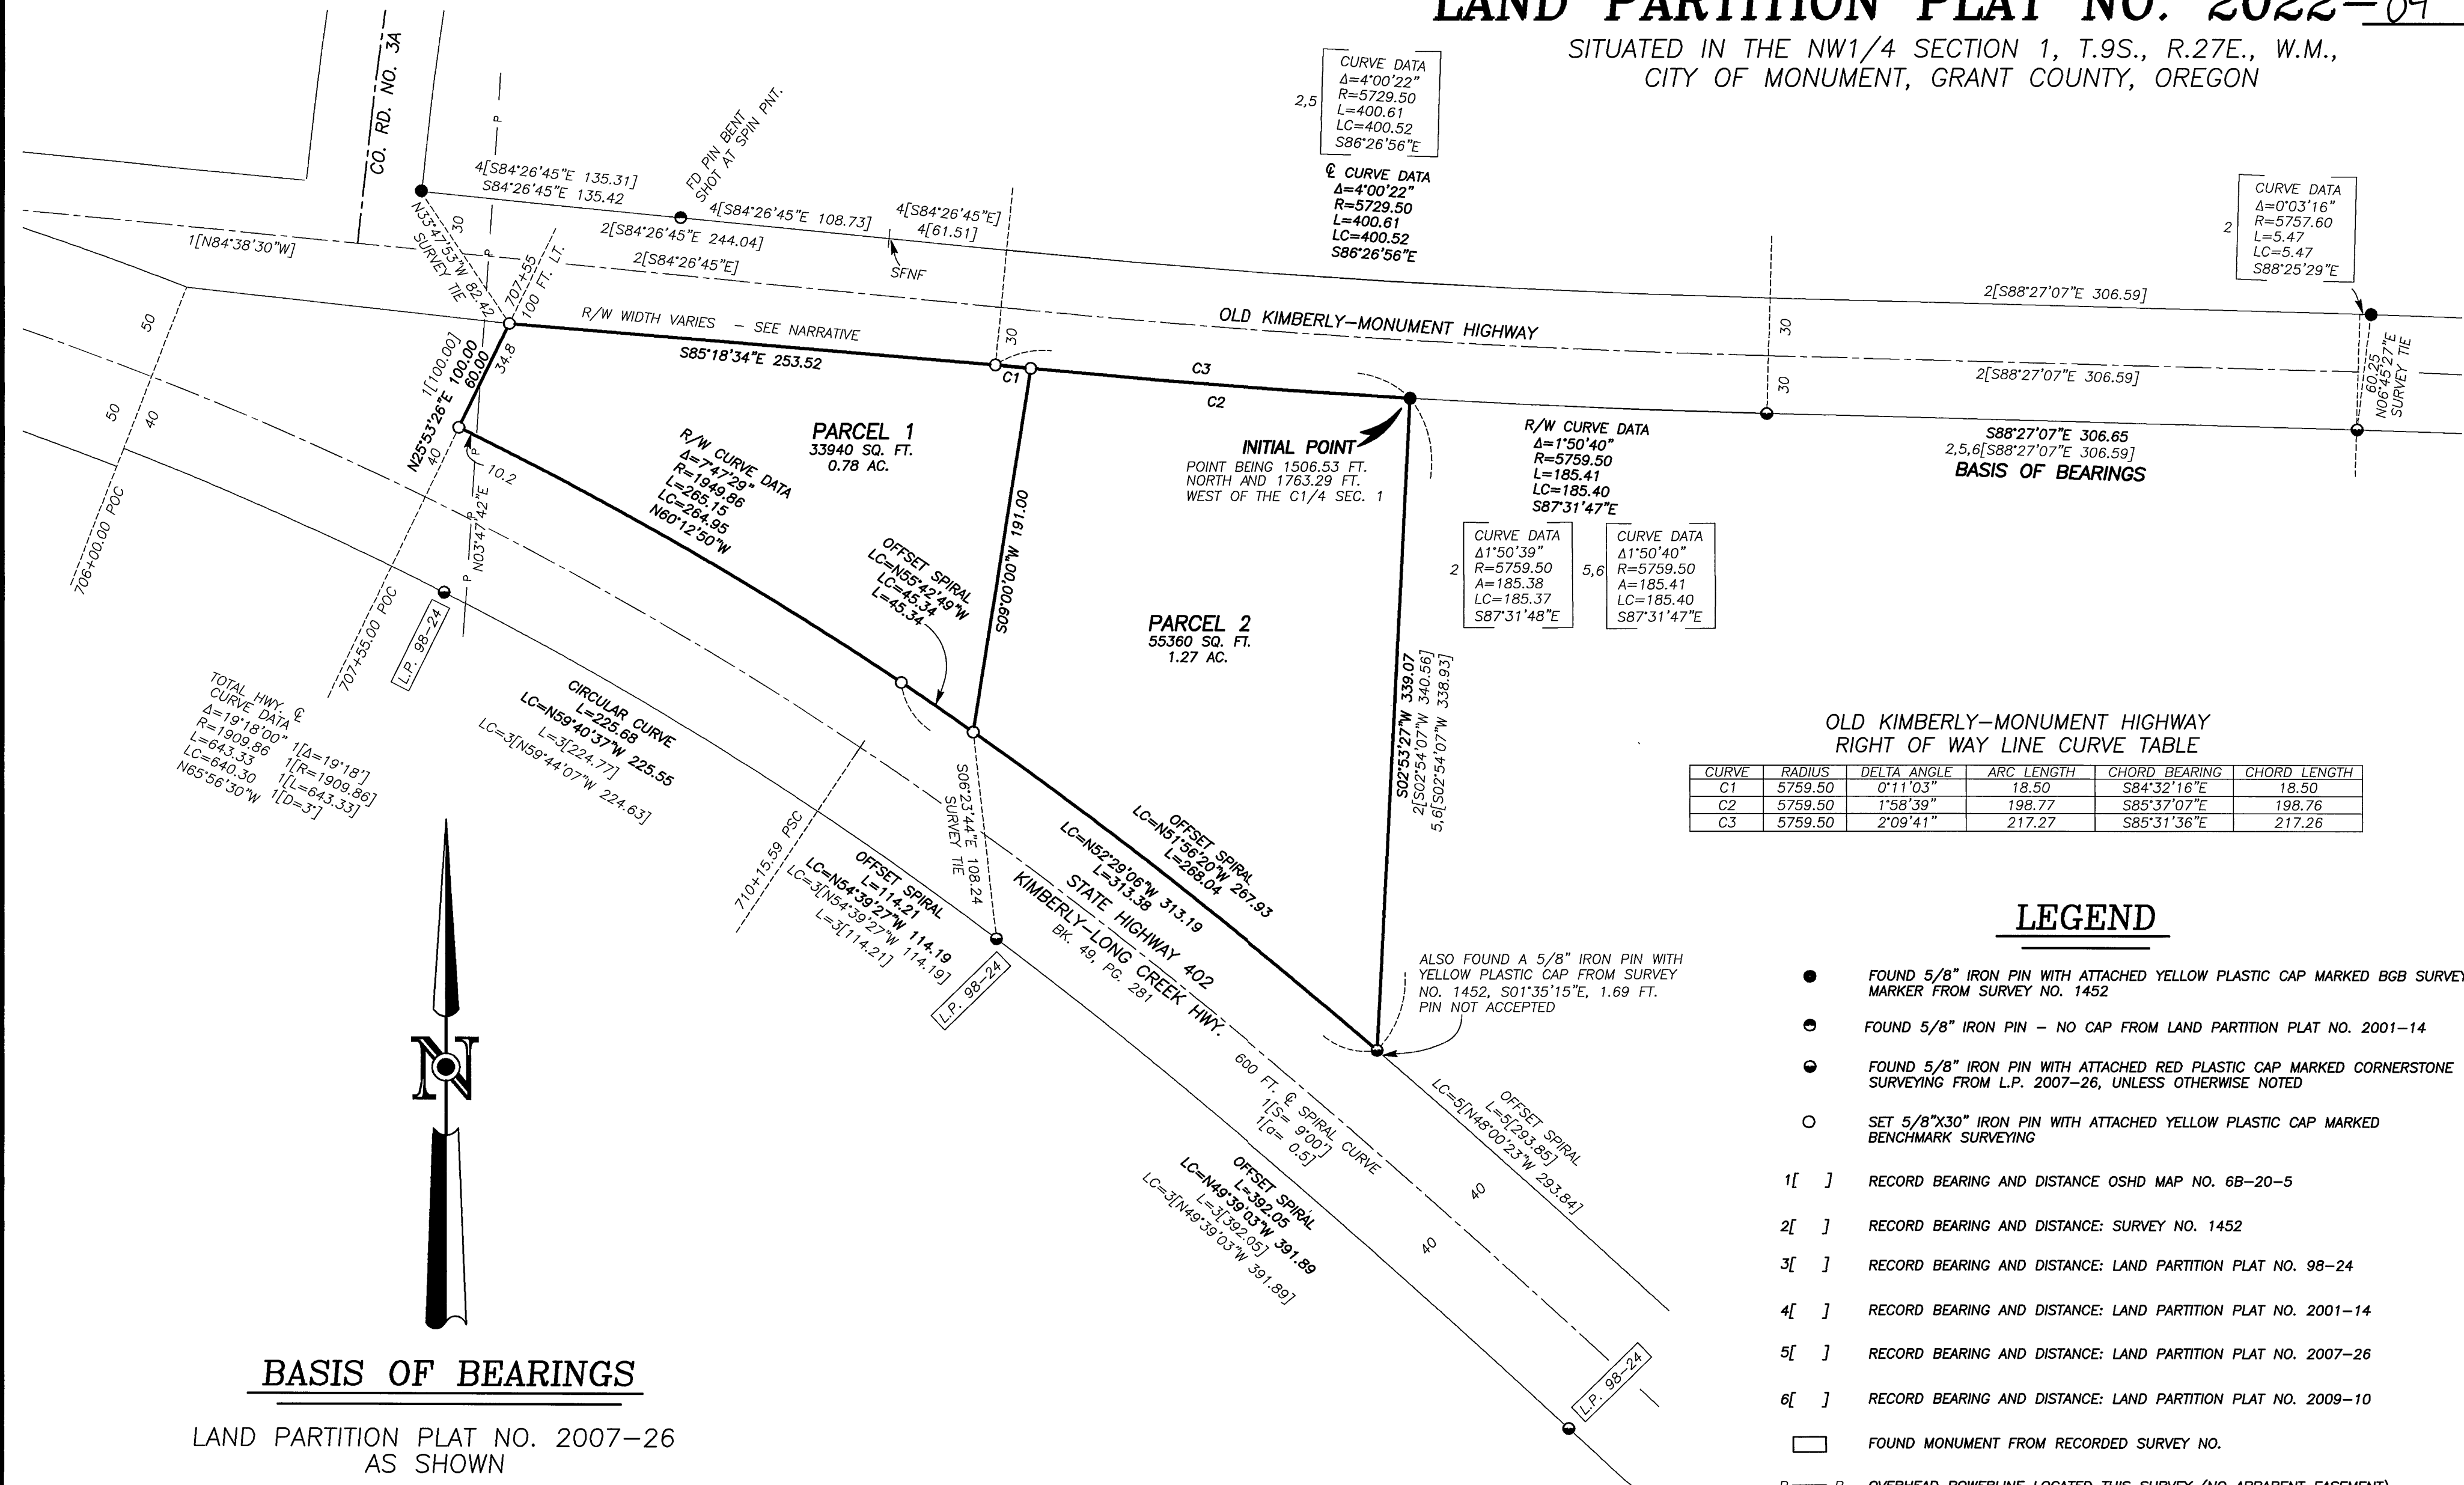 LAND PARTITION PLAT NO. 2022-09
SITUATED IN THE NW1/4 SECTION 1, T.9S., R.27E., W.M.,
CITY OF MONUMENT, GRANT COUNTY, OREGON
CO. RD. NO. 3A
4[S84°26'45"E 135.31]
S84°26'45"E 135.42
FD PIN BENT
SHOT AT SPIN PNT.
4[S84°26'45"E 108.73]
4[S84°26'45"E]
4[61.51]
2[S84°26'45"E 244.04]
2[S84°26'45"E]
SFNF
1[N84°38'30"W]
N33°47'53"W 82.42
SURVEY TIE
30
P
P
P
707+55
100 FT. LT.
2,5
CURVE DATA
Δ=4°00'22"
R=5729.50
L=400.61
LC=400.52
S86°26'56"E
℄ CURVE DATA
Δ=4°00'22"
R=5729.50
L=400.61
LC=400.52
S86°26'56"E
2
CURVE DATA
Δ=0°03'16"
R=5757.60
L=5.47
LC=5.47
S88°25'29"E
2[S88°27'07"E 306.59]
OLD KIMBERLY-MONUMENT HIGHWAY
30
30
30
2[S88°27'07"E 306.59]
60.25
N06°45'27"E
SURVEY TIE
S88°27'07"E 306.65
2,5,6[S88°27'07"E 306.59]
BASIS OF BEARINGS
R/W WIDTH VARIES - SEE NARRATIVE
S85°18'34"E 253.52
C1
C3
C2
50
50
40
706+00.00 POC
1[100.00]
N25°53'26"E 100.00
60.00
34.8
40
10.2
P
P
N03°47'42"E
P
707+55.00 POC
L.P. 98-24
PARCEL 1
33940 SQ. FT.
0.78 AC.
R/W CURVE DATA
Δ=7°47'29"
R=1949.86
L=265.15
LC=264.95
N60°12'50"W
OFFSET SPIRAL
LC=N55°42'49"W
LC=45.34
L=45.34
S09°00'00"W 191.00
INITIAL POINT
POINT BEING 1506.53 FT.
NORTH AND 1763.29 FT.
WEST OF THE C1/4 SEC. 1
R/W CURVE DATA
Δ=1°50'40"
R=5759.50
L=185.41
LC=185.40
S87°31'47"E
2
CURVE DATA
Δ1°50'39"
R=5759.50
A=185.38
LC=185.37
S87°31'48"E
5,6
CURVE DATA
Δ1°50'40"
R=5759.50
A=185.41
LC=185.40
S87°31'47"E
PARCEL 2
55360 SQ. FT.
1.27 AC.
S02°53'27"W 339.07
2[S02°54'07"W 340.56]
5,6[S02°54'07"W 338.93]
TOTAL HWY. ℄
CURVE DATA
Δ=19°18'00" 1[Δ=19°18']
R=1909.86 1[R=1909.86]
L=643.33 1[L=643.33]
LC=640.30 1[D=3°]
N65°56'30"W
CIRCULAR CURVE
L=225.68
LC=N59°40'37"W 225.55
L=3[224.77]
LC=3[N59°44'07"W 224.63]
710+15.59 PSC
S06°23'44"E 108.24
SURVEY TIE
OFFSET SPIRAL
L=114.21
LC=N54°39'27"W 114.19
LC=3[N54°39'27"W 114.19]
L=3[114.21]
L.P. 98-24
OFFSET SPIRAL
LC=N51°56'20"W 267.93
L=268.04
LC=N52°29'06"W 313.19
L=313.38
STATE HIGHWAY 402
KIMBERLY-LONG CREEK HWY.
BK. 49, PG. 281
OLD KIMBERLY-MONUMENT HIGHWAY
RIGHT OF WAY LINE CURVE TABLE
CURVE RADIUS DELTA ANGLE ARC LENGTH CHORD BEARING CHORD LENGTH
C1 5759.50 0°11'03" 18.50 S84°32'16"E 18.50
C2 5759.50 1°58'39" 198.77 S85°37'07"E 198.76
C3 5759.50 2°09'41" 217.27 S85°31'36"E 217.26
ALSO FOUND A 5/8" IRON PIN WITH
YELLOW PLASTIC CAP FROM SURVEY
NO. 1452, S01°35'15"E, 1.69 FT.
PIN NOT ACCEPTED
600 FT. ℄ SPIRAL CURVE
1[S= 9°00']
1[a= 0.5]
OFFSET SPIRAL
L=5[293.85]
LC=5[N48°00'23"W 293.84]
OFFSET SPIRAL
L=392.05
LC=N49°39'03"W 391.89
L=3[392.05]
LC=3[N49°39'03"W 391.89]
40
40
L.P. 98-24
N
BASIS OF BEARINGS
LAND PARTITION PLAT NO. 2007-26
AS SHOWN
LEGEND
FOUND 5/8" IRON PIN WITH ATTACHED YELLOW PLASTIC CAP MARKED BGB SURVEY
MARKER FROM SURVEY NO. 1452
FOUND 5/8" IRON PIN - NO CAP FROM LAND PARTITION PLAT NO. 2001-14
FOUND 5/8" IRON PIN WITH ATTACHED RED PLASTIC CAP MARKED CORNERSTONE
SURVEYING FROM L.P. 2007-26, UNLESS OTHERWISE NOTED
SET 5/8"X30" IRON PIN WITH ATTACHED YELLOW PLASTIC CAP MARKED
BENCHMARK SURVEYING
1[ ] RECORD BEARING AND DISTANCE OSHD MAP NO. 6B-20-5
2[ ] RECORD BEARING AND DISTANCE: SURVEY NO. 1452
3[ ] RECORD BEARING AND DISTANCE: LAND PARTITION PLAT NO. 98-24
4[ ] RECORD BEARING AND DISTANCE: LAND PARTITION PLAT NO. 2001-14
5[ ] RECORD BEARING AND DISTANCE: LAND PARTITION PLAT NO. 2007-26
6[ ] RECORD BEARING AND DISTANCE: LAND PARTITION PLAT NO. 2009-10
FOUND MONUMENT FROM RECORDED SURVEY NO.
P P OVERHEAD POWERLINE LOCATED THIS SURVEY (NO APPARENT EASEMENT)